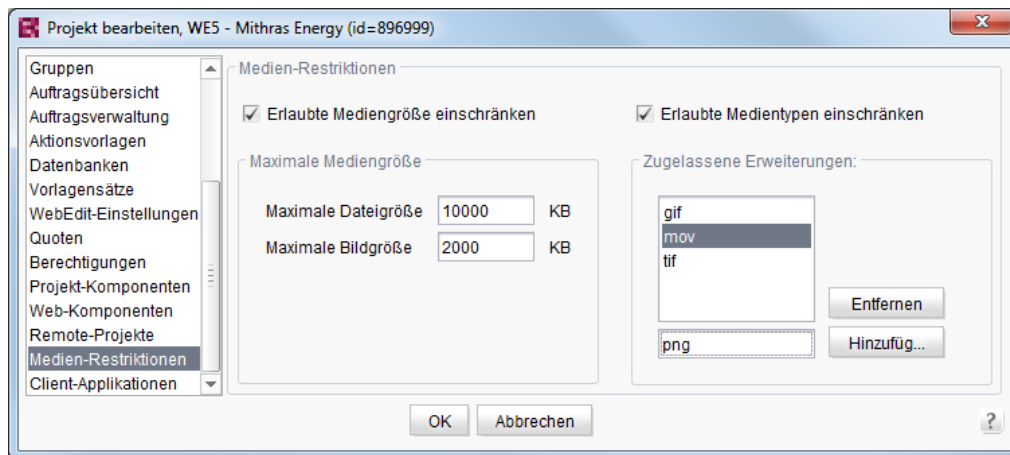 Projekt bearbeiten, WE5 - Mithras Energy (id=896999)
Gruppen
Auftragsübersicht
Auftragsverwaltung
Aktionsvorlagen
Datenbanken
Vorlagensätze
WebEdit-Einstellungen
Quoten
Berechtigungen
Projekt-Komponenten
Web-Komponenten
Remote-Projekte
Medien-Restriktionen
Client-Applikationen
Medien-Restriktionen
Erlaubte Mediengröße einschränken
Maximale Mediengröße
Maximale Dateigröße 10000 KB
Maximale Bildgröße 2000 KB
Erlaubte Medientypen einschränken
Zugelassene Erweiterungen:
gif
mov
tif
Entfernen
png Hinzufüg...
OK Abbrechen ?